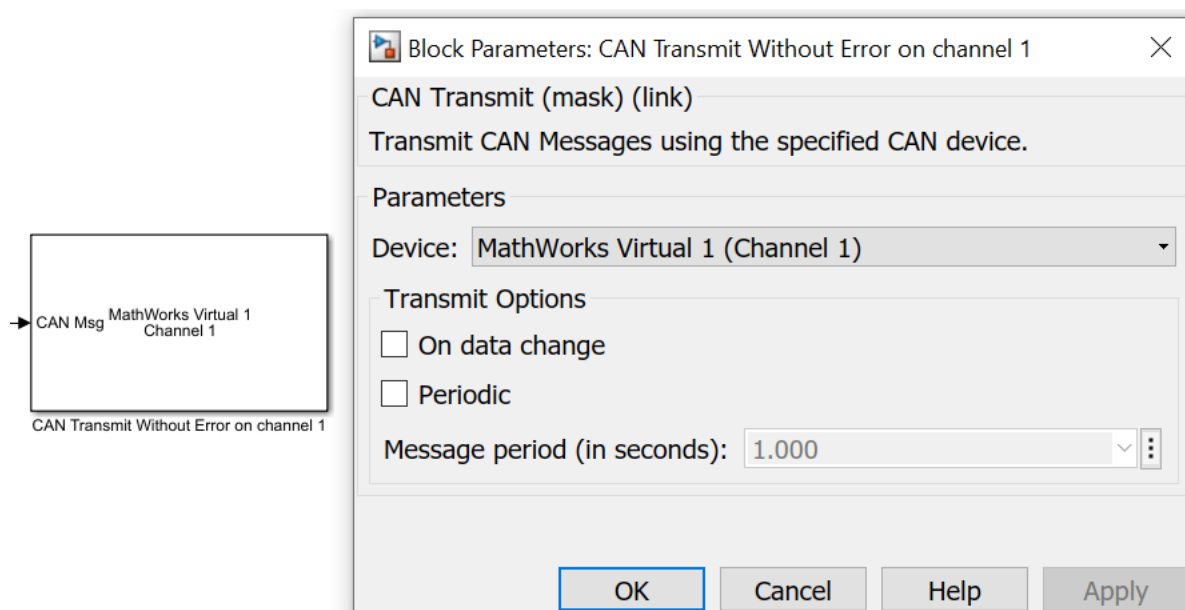 Block Parameters: CAN Transmit Without Error on channel 1
CAN Transmit (mask) (link)
Transmit CAN Messages using the specified CAN device.
Parameters
Device: MathWorks Virtual 1 (Channel 1)
Transmit Options
On data change
Periodic
Message period (in seconds): 1.000
OK Cancel Help Apply
CAN Msg MathWorks Virtual 1
Channel 1
CAN Transmit Without Error on channel 1